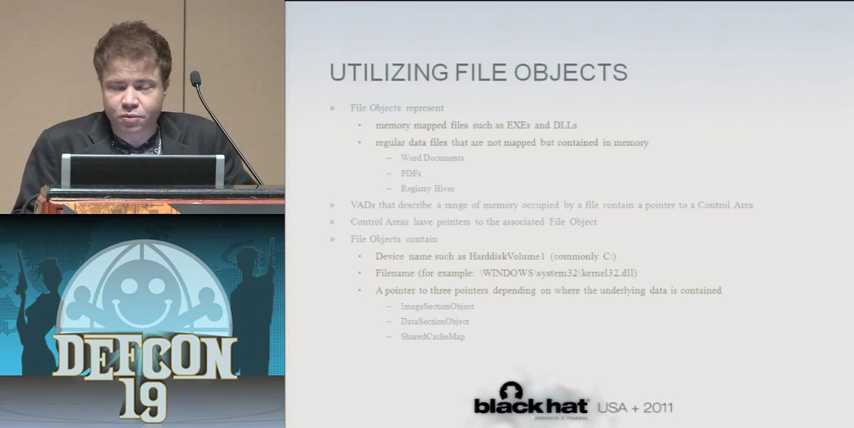 UTILIZING FILE OBJECTS
» File Objects represent
• memory mapped files such as EXEs and DLLs
• regular data files that are not mapped but contained in memory
– Word Documents
– PDFs
– Registry Hives
» VADs that describe a range of memory occupied by a file contain a pointer to a Control Area
» Control Areas have pointers to the associated File Object
» File Objects contain
• Device name such as HarddiskVolume1 (commonly C:)
• Filename (for example: \WINDOWS\system32\kernel32.dll)
• A pointer to three pointers depending on where the underlying data is contained
– ImageSectionObject
– DataSectionObject
– SharedCacheMap
DEFCON
19
black hat USA + 2011